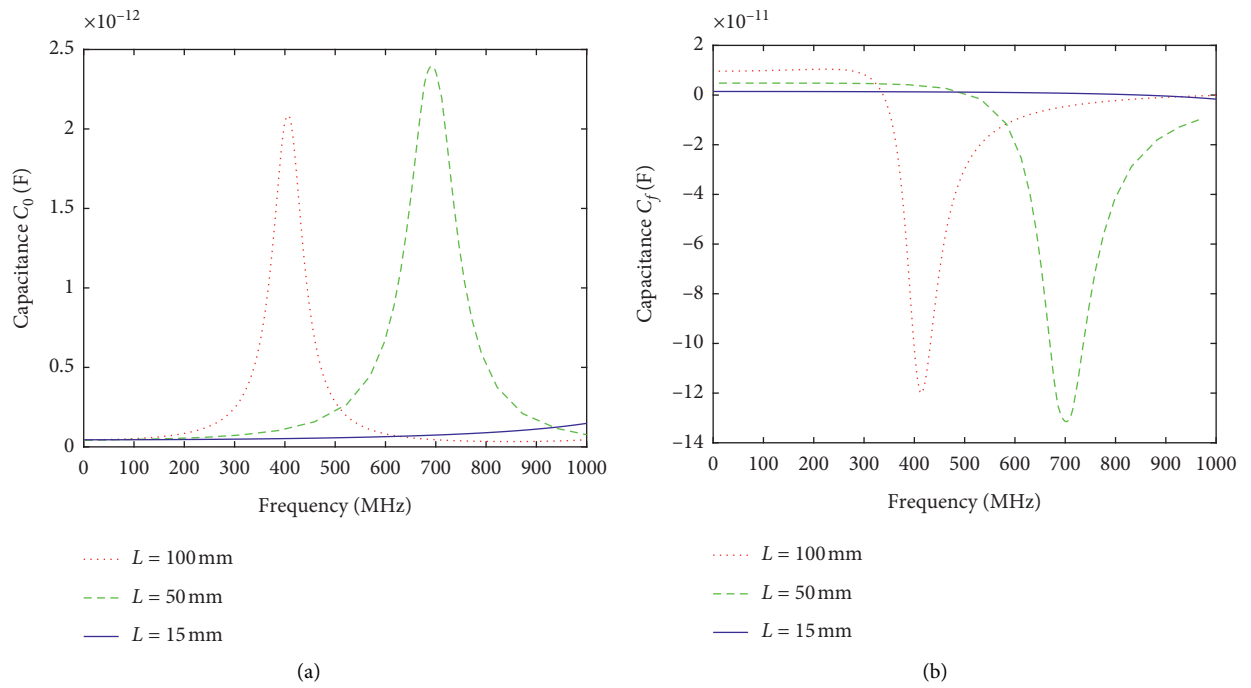 ×10−12
2.5
2
1.5
1
0.5
0
Capacitance C0 (F)
0 100 200 300 400 500 600 700 800 900 1000
Frequency (MHz)
L = 100 mm
L = 50 mm
L = 15 mm
(a)
×10−11
2
0
−2
−4
−6
−8
−10
−12
−14
Capacitance Cf (F)
0 100 200 300 400 500 600 700 800 900 1000
Frequency (MHz)
L = 100 mm
L = 50 mm
L = 15 mm
(b)